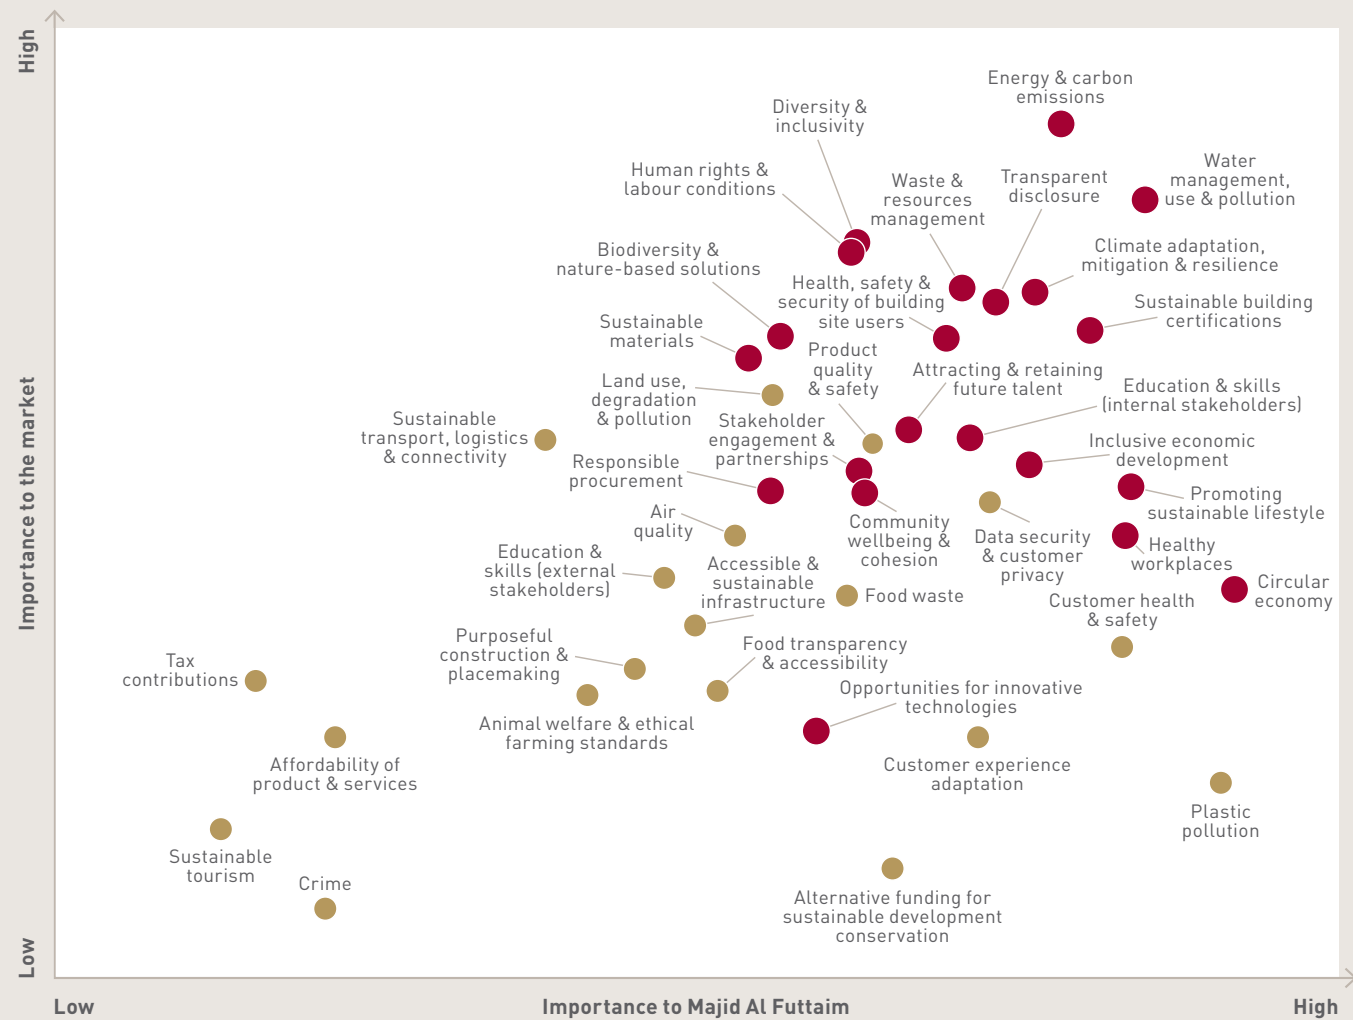 High
Importance to the market
Low
Energy & carbon
emissions
Diversity &
inclusivity
Water
management,
use & pollution
Human rights &
labour conditions
Waste &
resources
management
Transparent
disclosure
Biodiversity &
nature-based solutions
Climate adaptation,
mitigation & resilience
Health, safety &
security of building
site users
Sustainable building
certifications
Sustainable
materials
Product
quality
& safety
Attracting & retaining
future talent
Land use,
degradation
& pollution
Education & skills
(internal stakeholders)
Sustainable
transport, logistics
& connectivity
Stakeholder
engagement &
partnerships
Inclusive economic
development
Responsible
procurement
Promoting
sustainable lifestyle
Air
quality
Community
wellbeing &
cohesion
Data security
& customer
privacy
Healthy
workplaces
Education &
skills (external
stakeholders)
Accessible &
sustainable
infrastructure
Food waste
Circular
economy
Customer health
& safety
Purposeful
construction &
placemaking
Food transparency
& accessibility
Tax
contributions
Opportunities for innovative
technologies
Animal welfare & ethical
farming standards
Affordability of
product & services
Customer experience
adaptation
Plastic
pollution
Sustainable
tourism
Crime
Alternative funding for
sustainable development
conservation
Low
Importance to Majid Al Futtaim
High